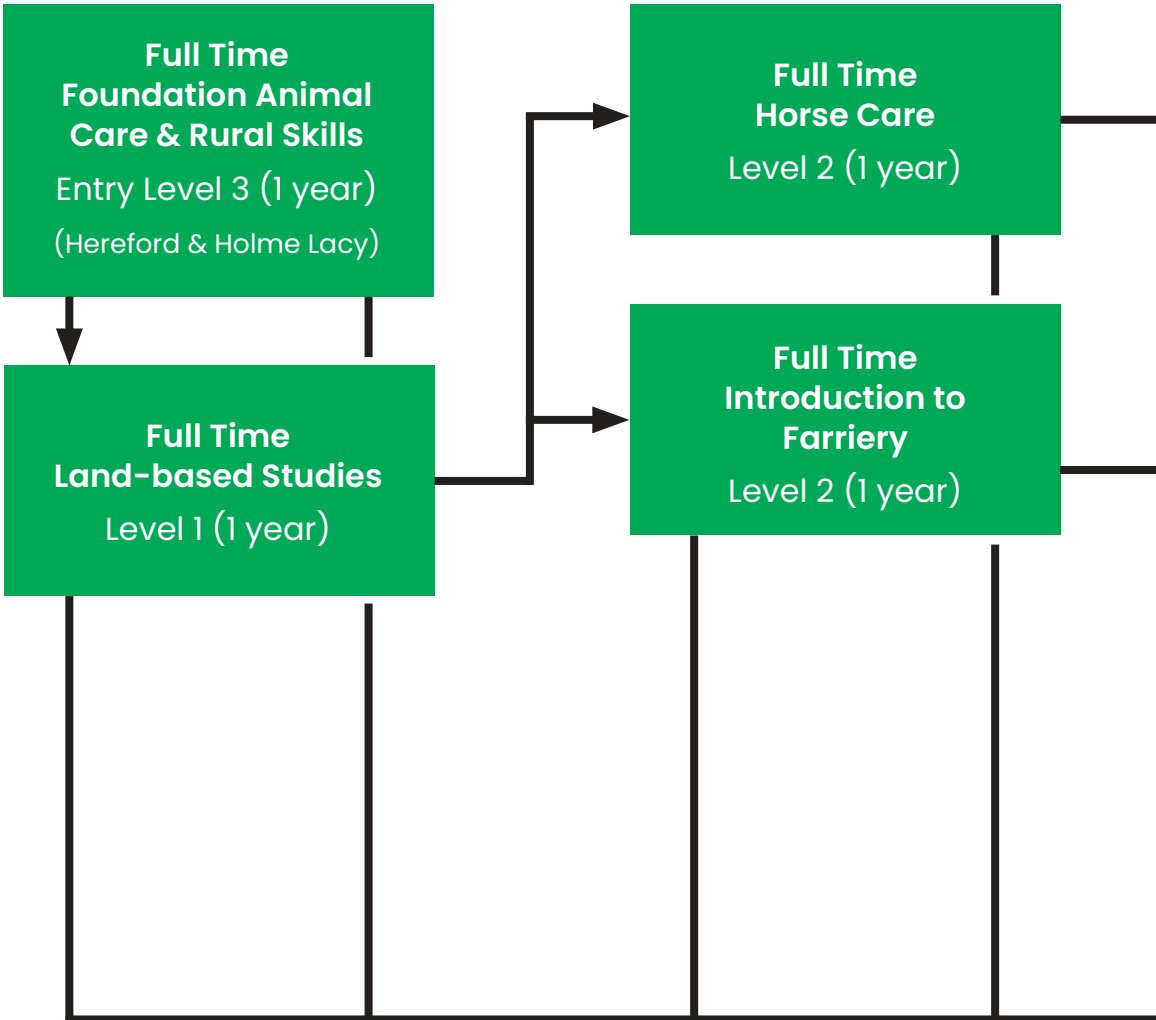 Full Time
Foundation Animal
Care & Rural Skills
Entry Level 3 (1 year)
(Hereford & Holme Lacy)
Full Time
Land-based Studies
Level 1 (1 year)
Full Time
Horse Care
Level 2 (1 year)
Full Time
Introduction to
Farriery
Level 2 (1 year)